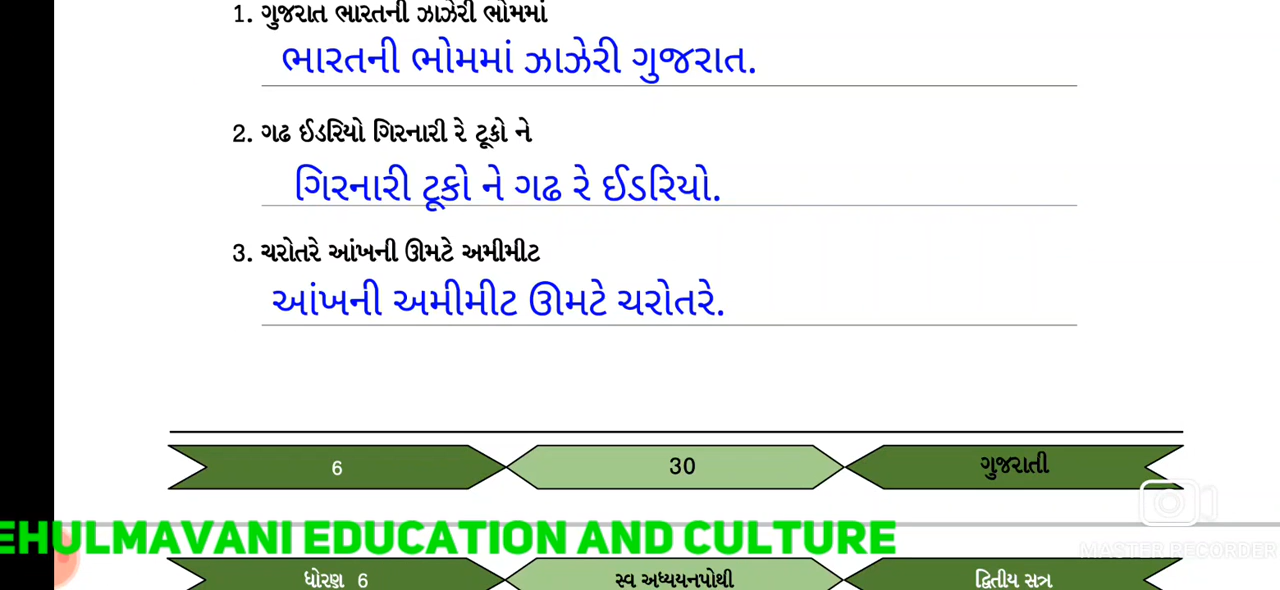 1. ગુજરાત ભારતની ઝાઝેરી ભોમમાં
ભારતની ભોમમાં ઝાઝેરી ગુજરાત.
2. ગઢ ઈડરિયો ગિરનારી રે ટૂકો ને
ગિરનારી ટૂકો ને ગઢ રે ઈડરિયો.
3. ચરોતરે આંખની ઊમટે અમીમીટ
આંખની અમીમીટ ઊમટે ચરોતરે.
6 30 ગુજરાતી
EHULMAVANI EDUCATION AND CULTURE
MASTER RECORDER
ધોરણ 6 સ્વ અધ્યયનપોથી દ્વિતીય સત્ર